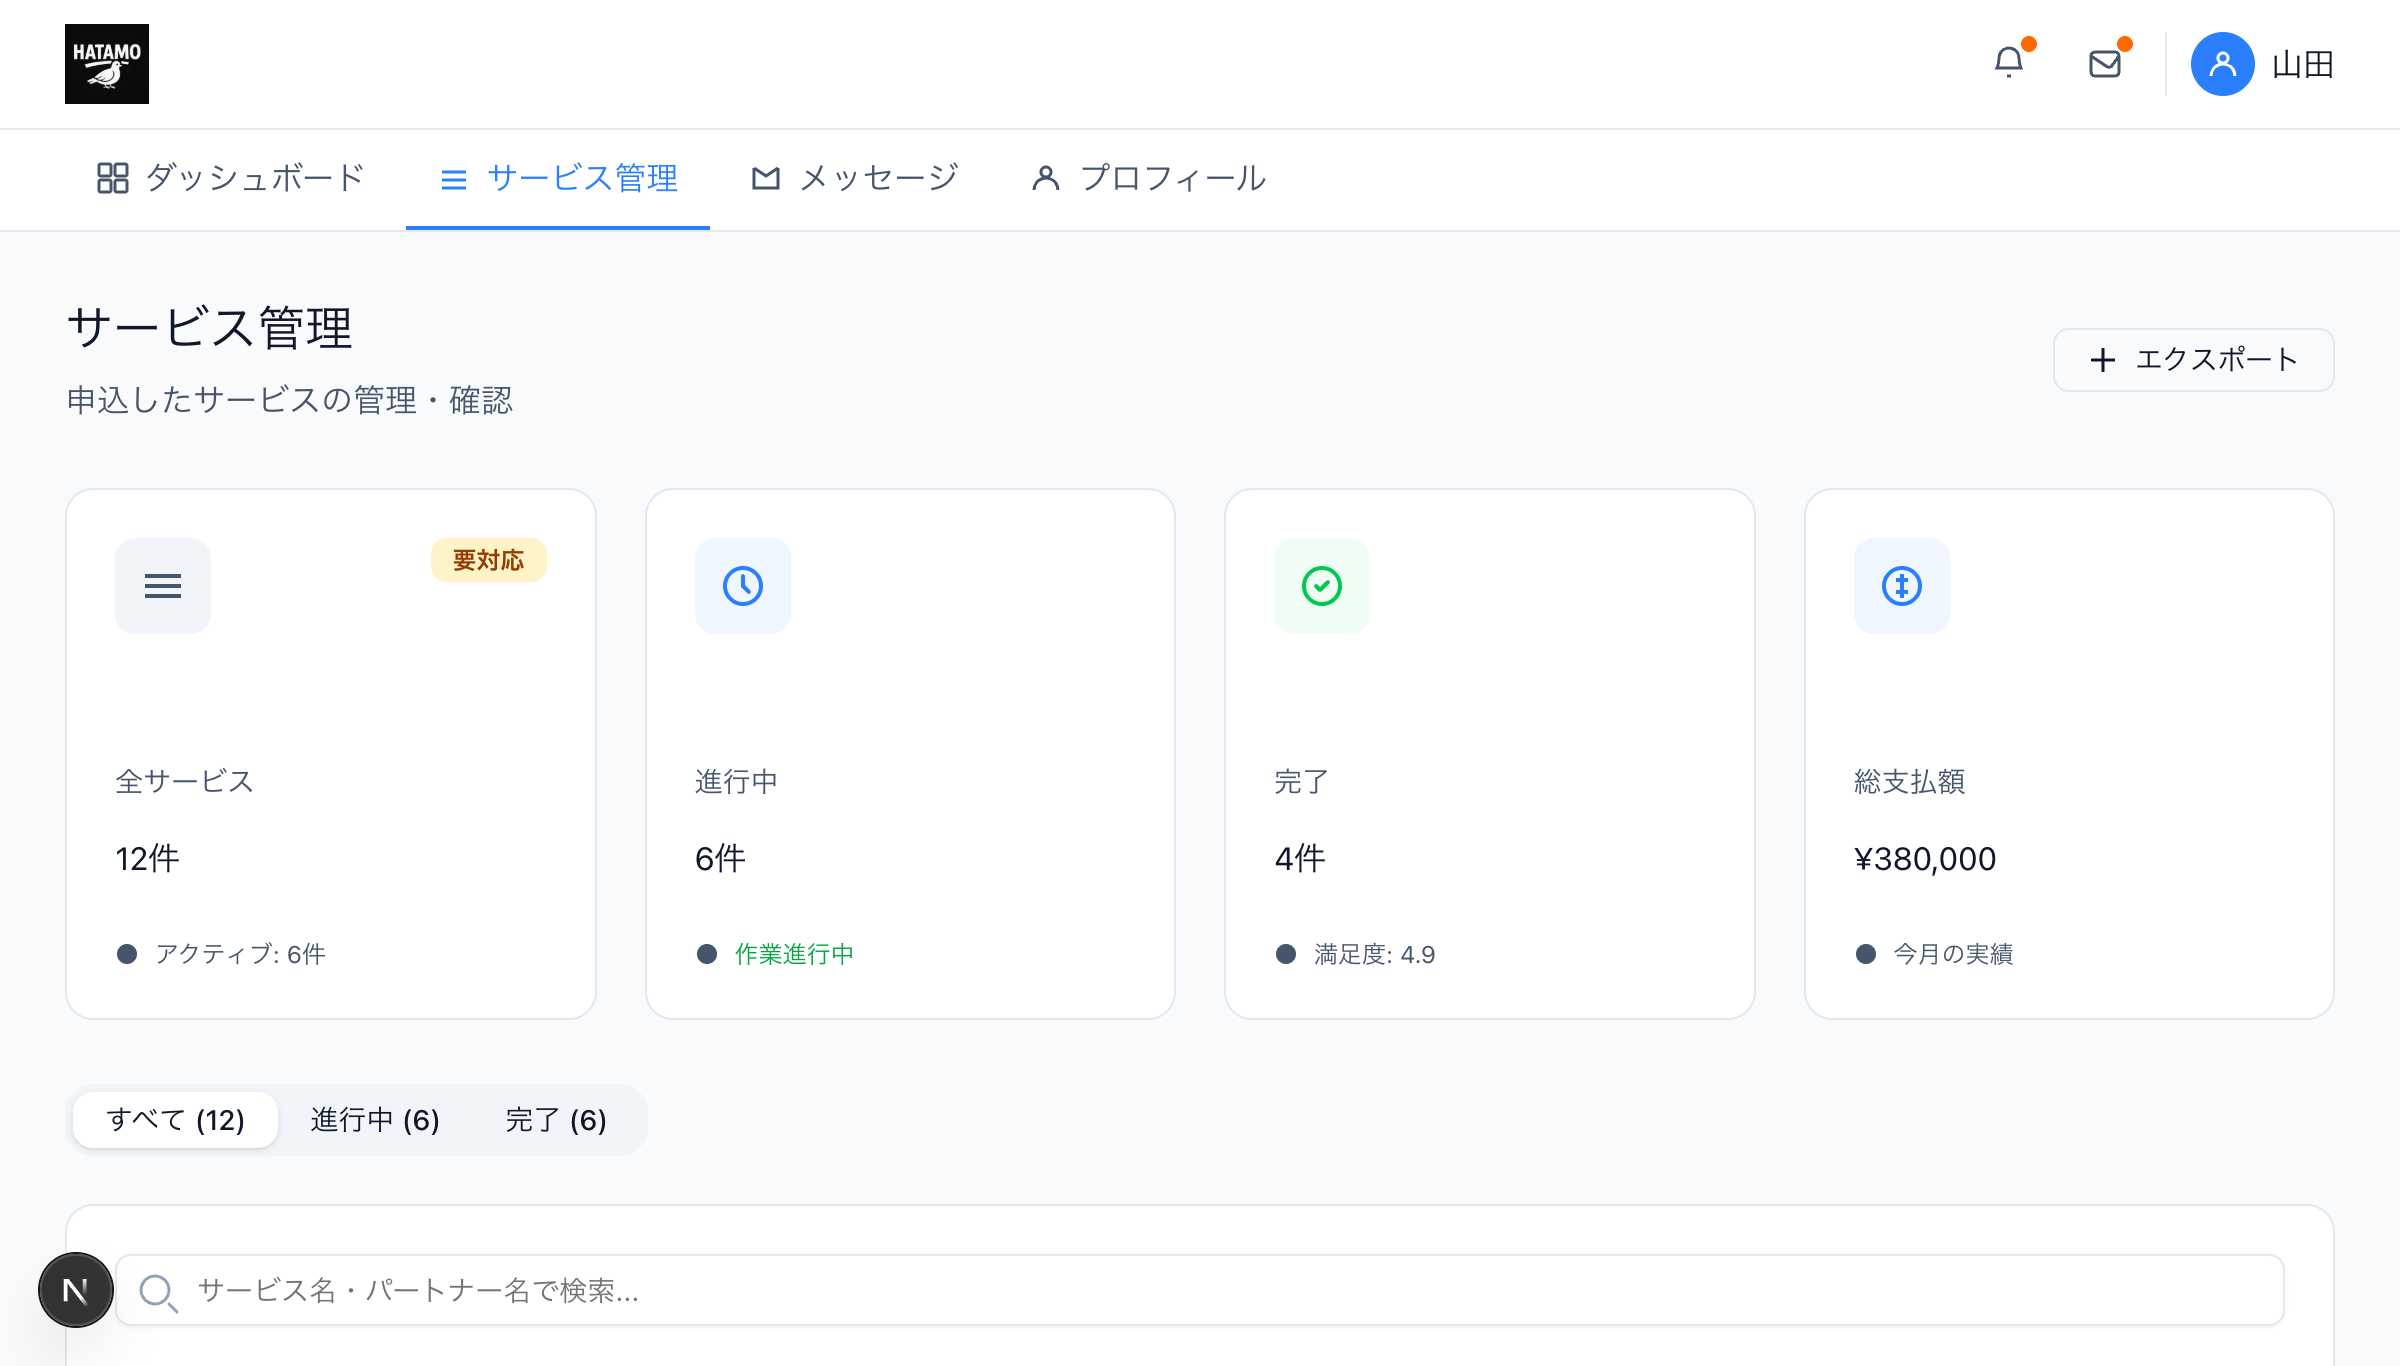 HATAMO
山田
ダッシュボード
サービス管理
メッセージ
プロフィール
サービス管理
申込したサービスの管理・確認
エクスポート
要対応
全サービス
12件
アクティブ: 6件
進行中
6件
作業進行中
完了
4件
満足度: 4.9
総支払額
¥380,000
今月の実績
すべて (12)
進行中 (6)
完了 (6)
N
サービス名・パートナー名で検索...